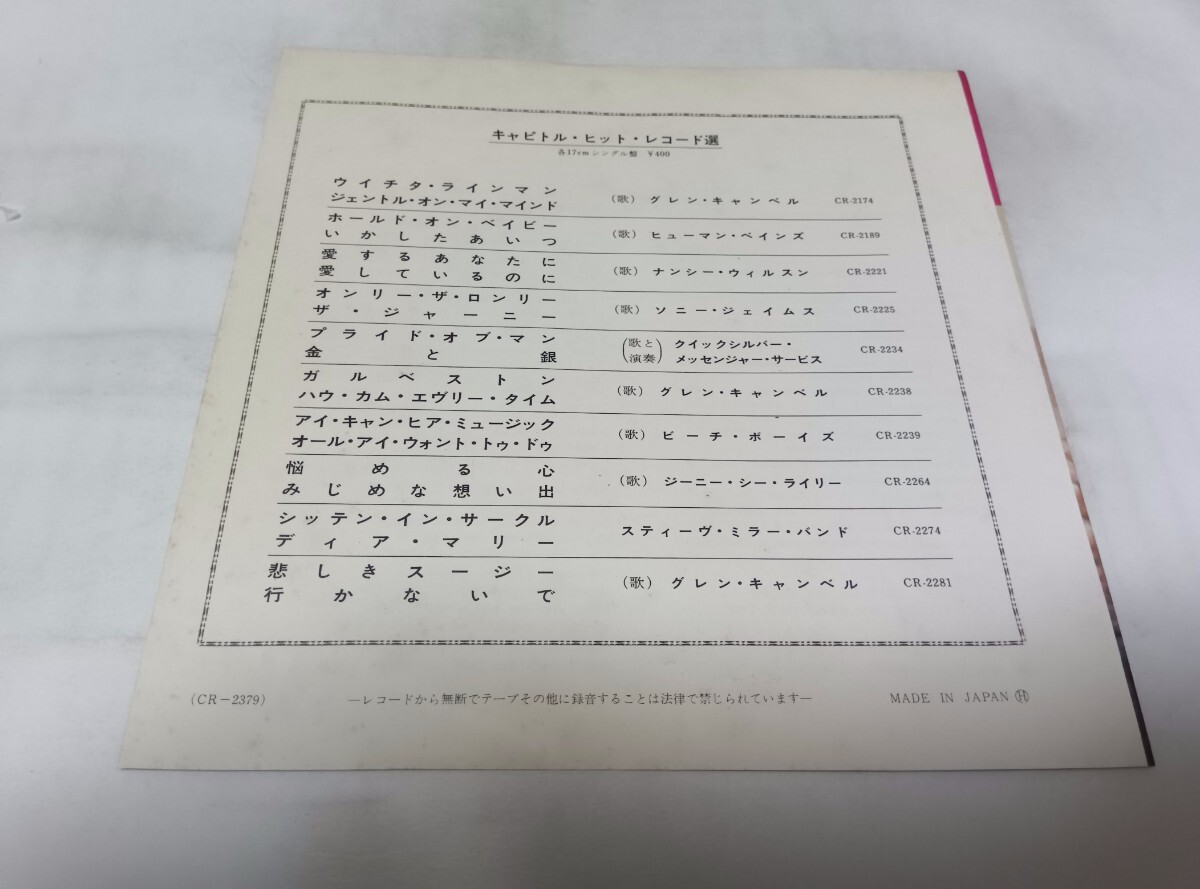 キャピトル・ヒット・レコード選
各17cmシングル盤 ¥400
ウイチタ・ラインマン
ジェントル・オン・マイ・マインド
(歌) グレン・キャンベル CR-2174
ホールド・オン・ベイビー
いかしたあいつ
(歌) ヒューマン・ベインズ CR-2189
愛するあなたに
愛しているのに
(歌) ナンシー・ウィルスン CR-2221
オンリー・ザ・ロンリー
ザ・ジャーニー
(歌) ソニー・ジェイムス CR-2225
プライド・オブ・マン
金と銀
(歌と演奏) クイックシルバー・
メッセンジャー・サービス CR-2234
ガルベストン
ハウ・カム・エヴリー・タイム
(歌) グレン・キャンベル CR-2238
アイ・キャン・ヒア・ミュージック
オール・アイ・ウォント・トゥ・ドゥ
(歌) ビーチ・ボーイズ CR-2239
悩める心
みじめな想い出
(歌) ジーニー・シー・ライリー CR-2264
シッテン・イン・サークル
ディア・マリー
スティーヴ・ミラー・バンド CR-2274
悲しきスージー
行かないで
(歌) グレン・キャンベル CR-2281
(CR-2379) —レコードから無断でテープその他に録音することは法律で禁じられています— MADE IN JAPAN Ⓗ